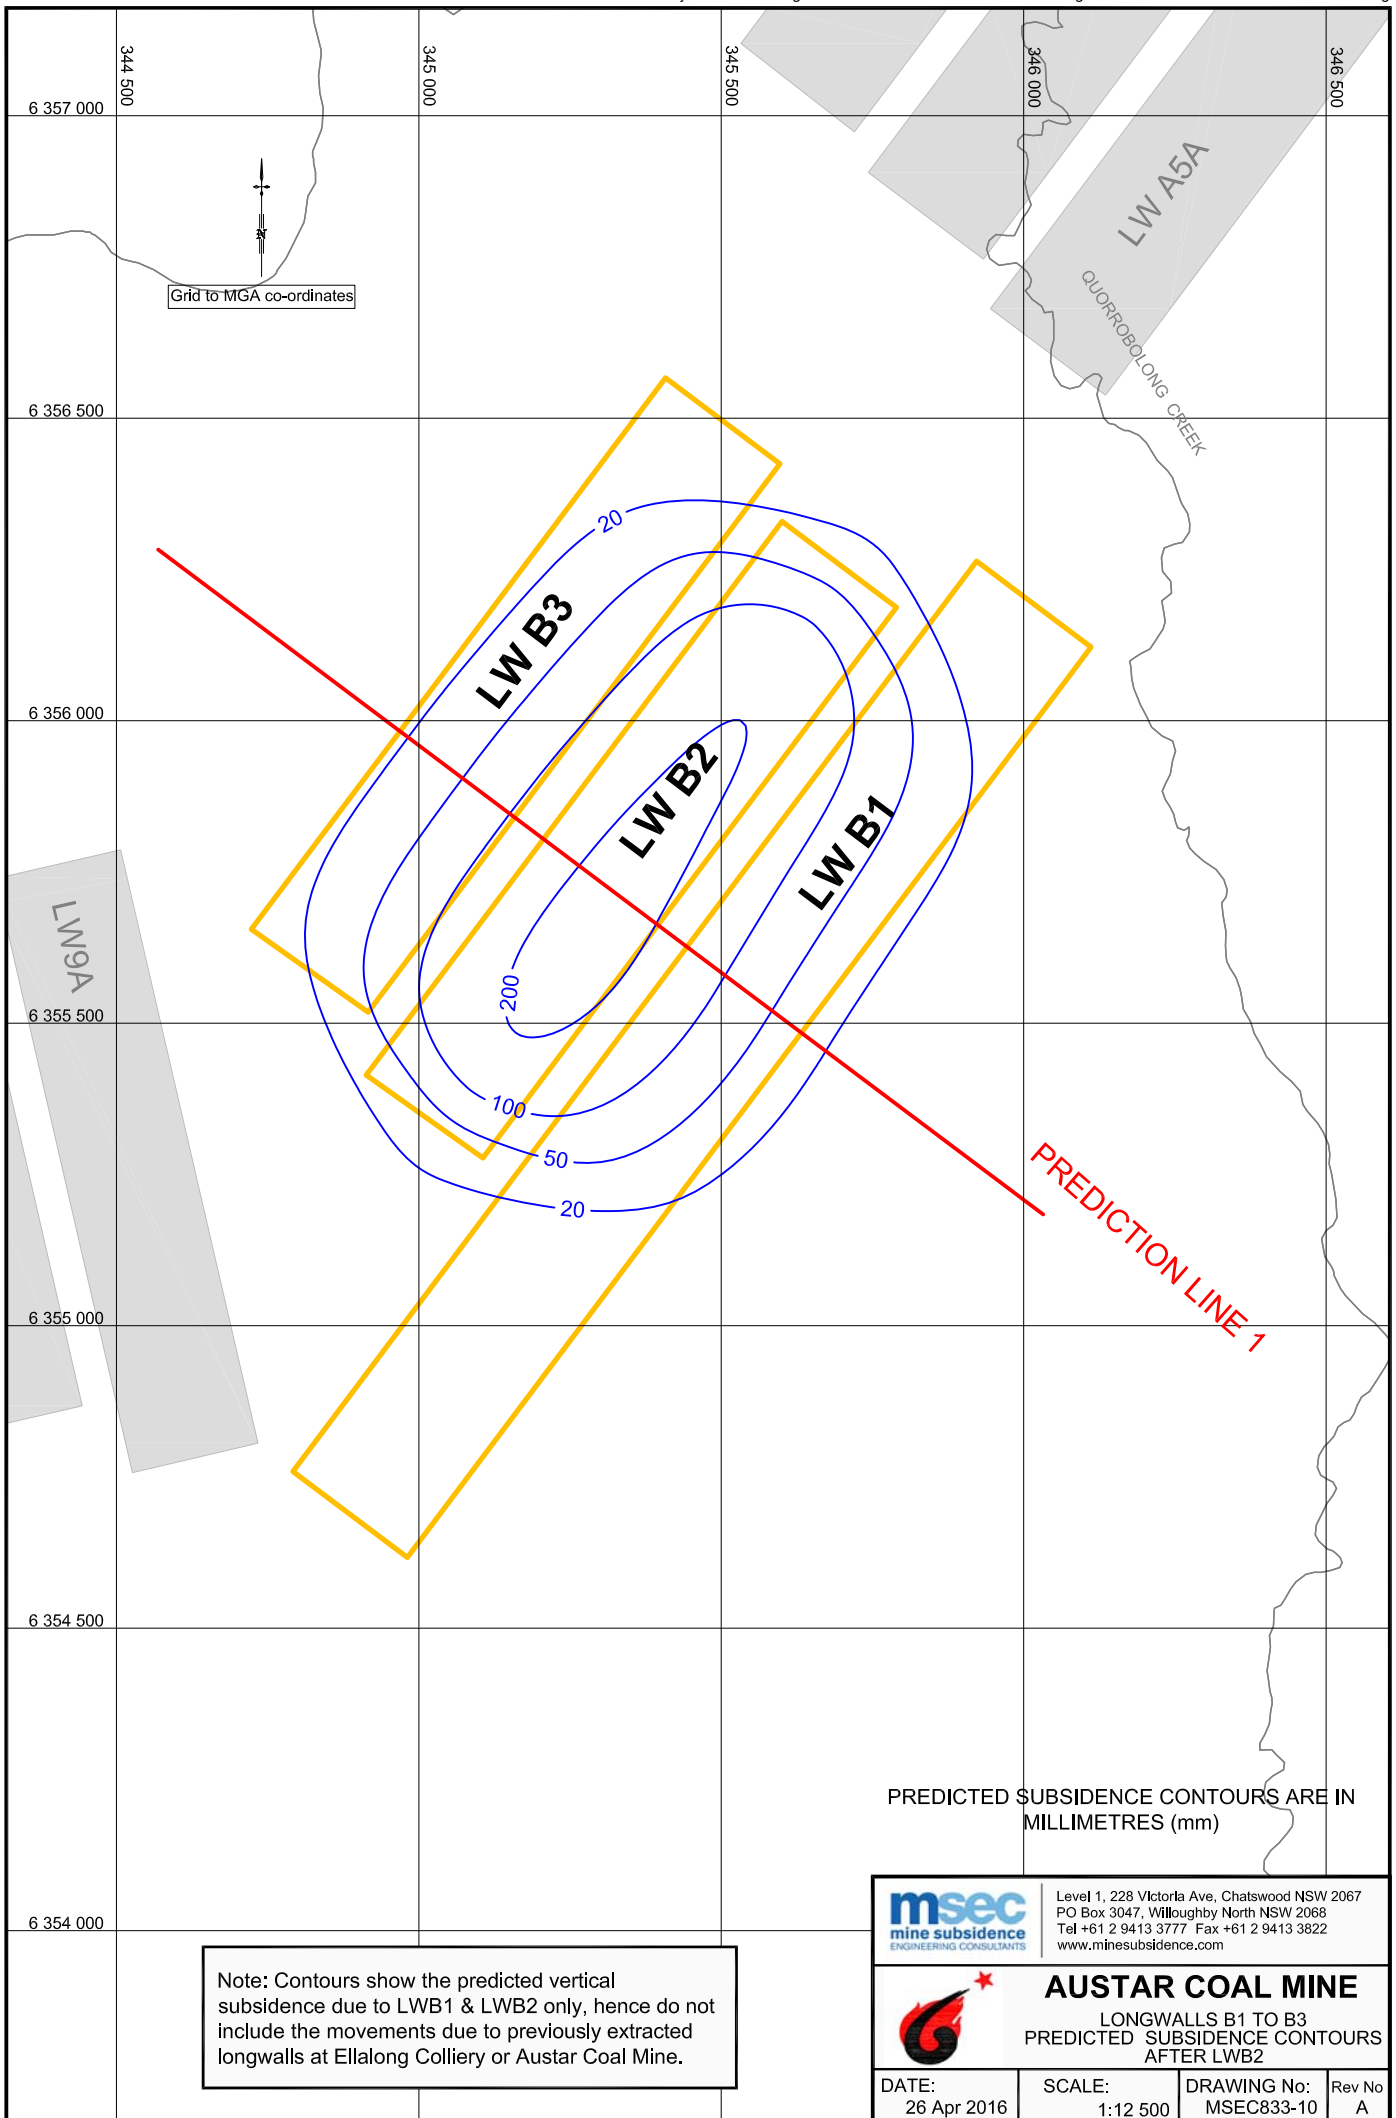 344 500
345 000
345 500
346 000
346 500
6 357 000
LW A5A
N
Grid to MGA co-ordinates
QUORROBOLONG CREEK
6 356 500
20
LW B3
6 356 000
LW B2
LW B1
LW9A
200
6 355 500
100
50
20
PREDICTION LINE 1
6 355 000
6 354 500
PREDICTED SUBSIDENCE CONTOURS ARE IN
MILLIMETRES (mm)
6 354 000
Note: Contours show the predicted vertical
subsidence due to LWB1 & LWB2 only, hence do not
include the movements due to previously extracted
longwalls at Ellalong Colliery or Austar Coal Mine.
msec
mine subsidence
ENGINEERING CONSULTANTS
Level 1, 228 Victoria Ave, Chatswood NSW 2067
PO Box 3047, Willoughby North NSW 2068
Tel +61 2 9413 3777 Fax +61 2 9413 3822
www.minesubsidence.com
AUSTAR COAL MINE
LONGWALLS B1 TO B3
PREDICTED SUBSIDENCE CONTOURS
AFTER LWB2
DATE:
26 Apr 2016
SCALE:
1:12 500
DRAWING No:
MSEC833-10
Rev No
A